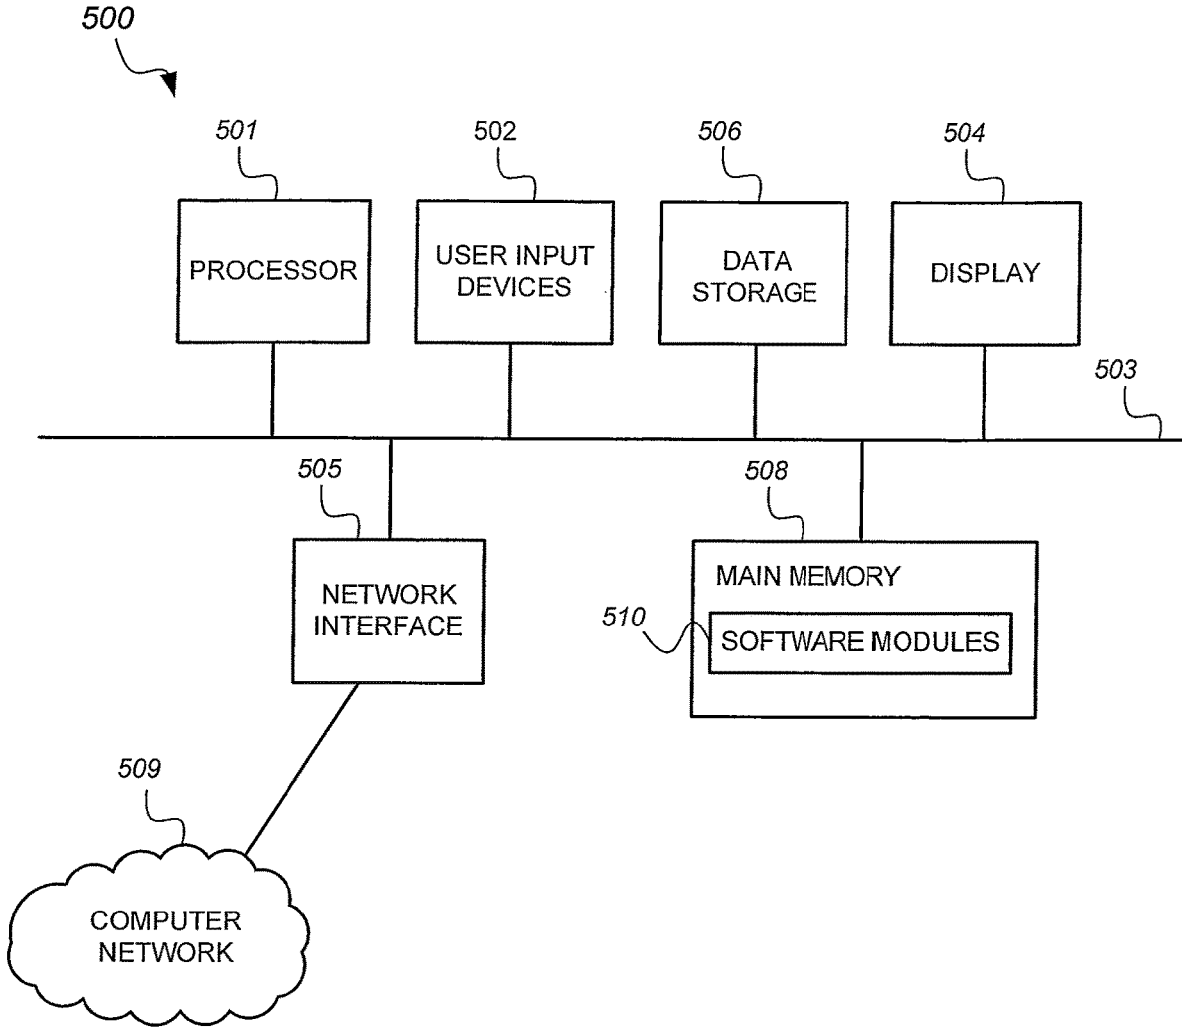 500
501
502
506
504
PROCESSOR
USER INPUT
DEVICES
DATA
STORAGE
DISPLAY
503
505
508
NETWORK
INTERFACE
MAIN MEMORY
510
SOFTWARE MODULES
509
COMPUTER
NETWORK